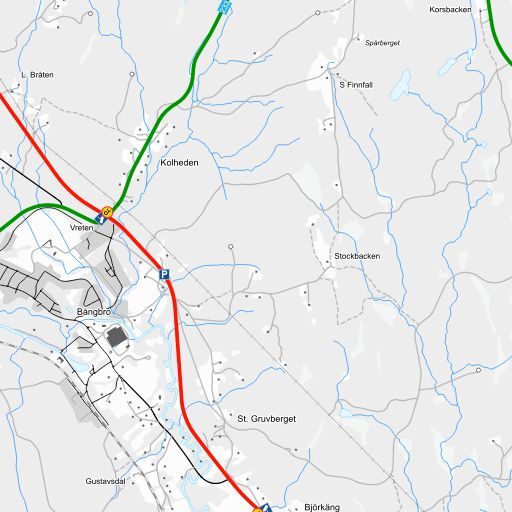 Korsbacken
Spårberget
L. Bråten
S Finnfall
Kolheden
Vreten
Stockbacken
P
Bångbro
St. Gruvberget
Gustavsdal
Björkäng